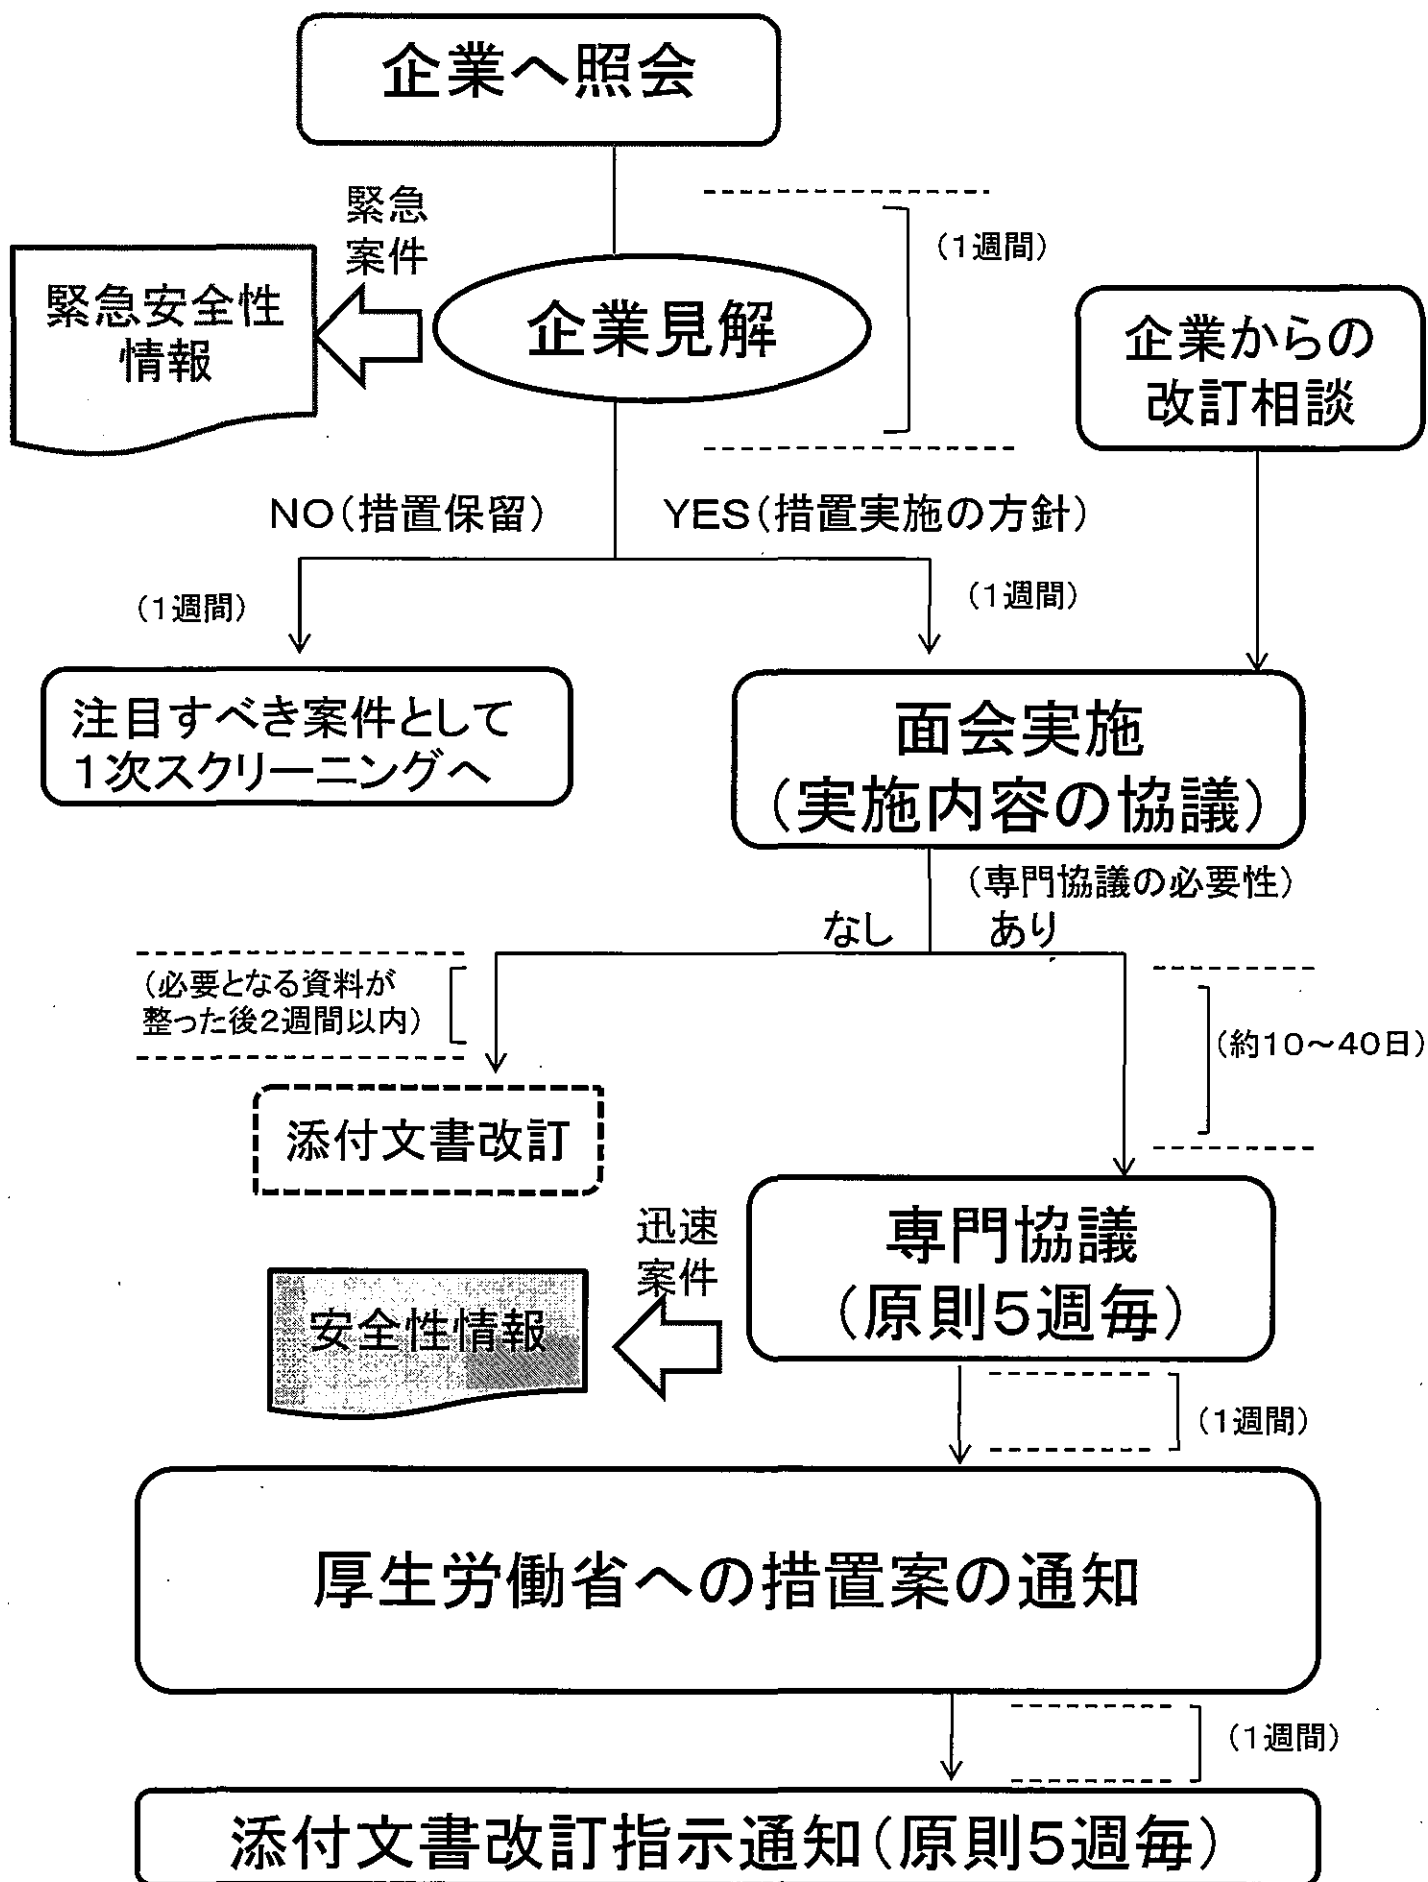 企業へ照会
緊急
案件
(1週間)
緊急安全性
情報
企業見解
企業からの
改訂相談
NO(措置保留)
YES(措置実施の方針)
(1週間)
(1週間)
注目すべき案件として
1次スクリーニングへ
面会実施
(実施内容の協議)
(専門協議の必要性)
なし
あり
(必要となる資料が
整った後2週間以内)
(約10～40日)
添付文書改訂
専門協議
(原則5週毎)
迅速
案件
安全性情報
(1週間)
厚生労働省への措置案の通知
(1週間)
添付文書改訂指示通知(原則5週毎)